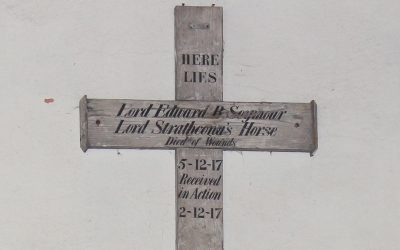 HERE
LIES
Lord Edward B Seymour
Lord Strathcona's Horse
Died of Wounds
5-12-17
Received
in Action
2-12-17